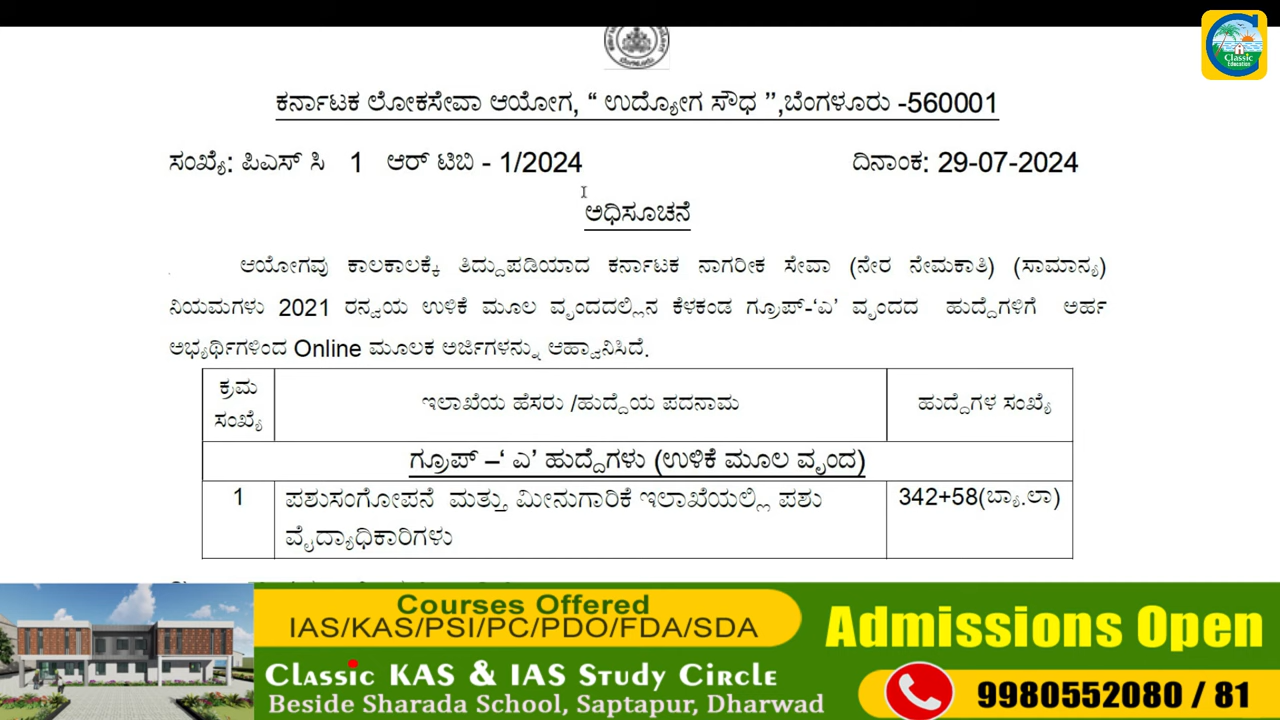 Classic
Education
ಕರ್ನಾಟಕ ಲೋಕಸೇವಾ ಆಯೋಗ, “ ಉದ್ಯೋಗ ಸೌಧ ”,ಬೆಂಗಳೂರು -560001
ಸಂಖ್ಯೆ: ಪಿಎಸ್ ಸಿ 1 ಆರ್ ಟಿಬಿ - 1/2024 ದಿನಾಂಕ: 29-07-2024
ಅಧಿಸೂಚನೆ
ಆಯೋಗವು ಕಾಲಕಾಲಕ್ಕೆ ತಿದ್ದುಪಡಿಯಾದ ಕರ್ನಾಟಕ ನಾಗರೀಕ ಸೇವಾ (ನೇರ ನೇಮಕಾತಿ) (ಸಾಮಾನ್ಯ)
ನಿಯಮಗಳು 2021 ರನ್ವಯ ಉಳಿಕೆ ಮೂಲ ವೃಂದದಲ್ಲಿನ ಕೆಳಕಂಡ ಗ್ರೂಪ್-‘ಎ’ ವೃಂದದ ಹುದ್ದೆಗಳಿಗೆ ಅರ್ಹ
ಅಭ್ಯರ್ಥಿಗಳಿಂದ Online ಮೂಲಕ ಅರ್ಜಿಗಳನ್ನು ಆಹ್ವಾನಿಸಿದೆ.
ಕ್ರಮ ಸಂಖ್ಯೆ ಇಲಾಖೆಯ ಹೆಸರು /ಹುದ್ದೆಯ ಪದನಾಮ ಹುದ್ದೆಗಳ ಸಂಖ್ಯೆ
ಗ್ರೂಪ್ –‘ ಎ’ ಹುದ್ದೆಗಳು (ಉಳಿಕೆ ಮೂಲ ವೃಂದ)
1 ಪಶುಸಂಗೋಪನೆ ಮತ್ತು ಮೀನುಗಾರಿಕೆ ಇಲಾಖೆಯಲ್ಲಿ ಪಶು 342+58(ಬ್ಯಾ.ಲಾ)
ವೈದ್ಯಾಧಿಕಾರಿಗಳು
Courses Offered
IAS/KAS/PSI/PC/PDO/FDA/SDA
Classic KAS & IAS Study Circle
Beside Sharada School, Saptapur, Dharwad
Admissions Open
9980552080 / 81